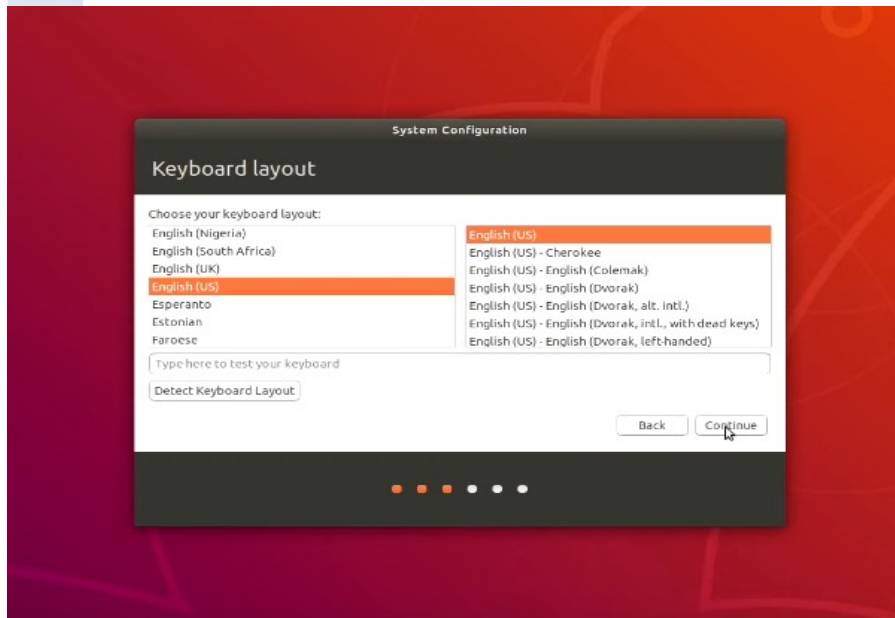 System Configuration
Keyboard layout
Choose your keyboard layout:
English (Nigeria)
English (South Africa)
English (UK)
English (US)
Esperanto
Estonian
Faroese
English (US)
English (US) - Cherokee
English (US) - English (Colemak)
English (US) - English (Dvorak)
English (US) - English (Dvorak, alt. intl.)
English (US) - English (Dvorak, intl., with dead keys)
English (US) - English (Dvorak, left-handed)
Type here to test your keyboard
Detect Keyboard Layout
Back
Continue